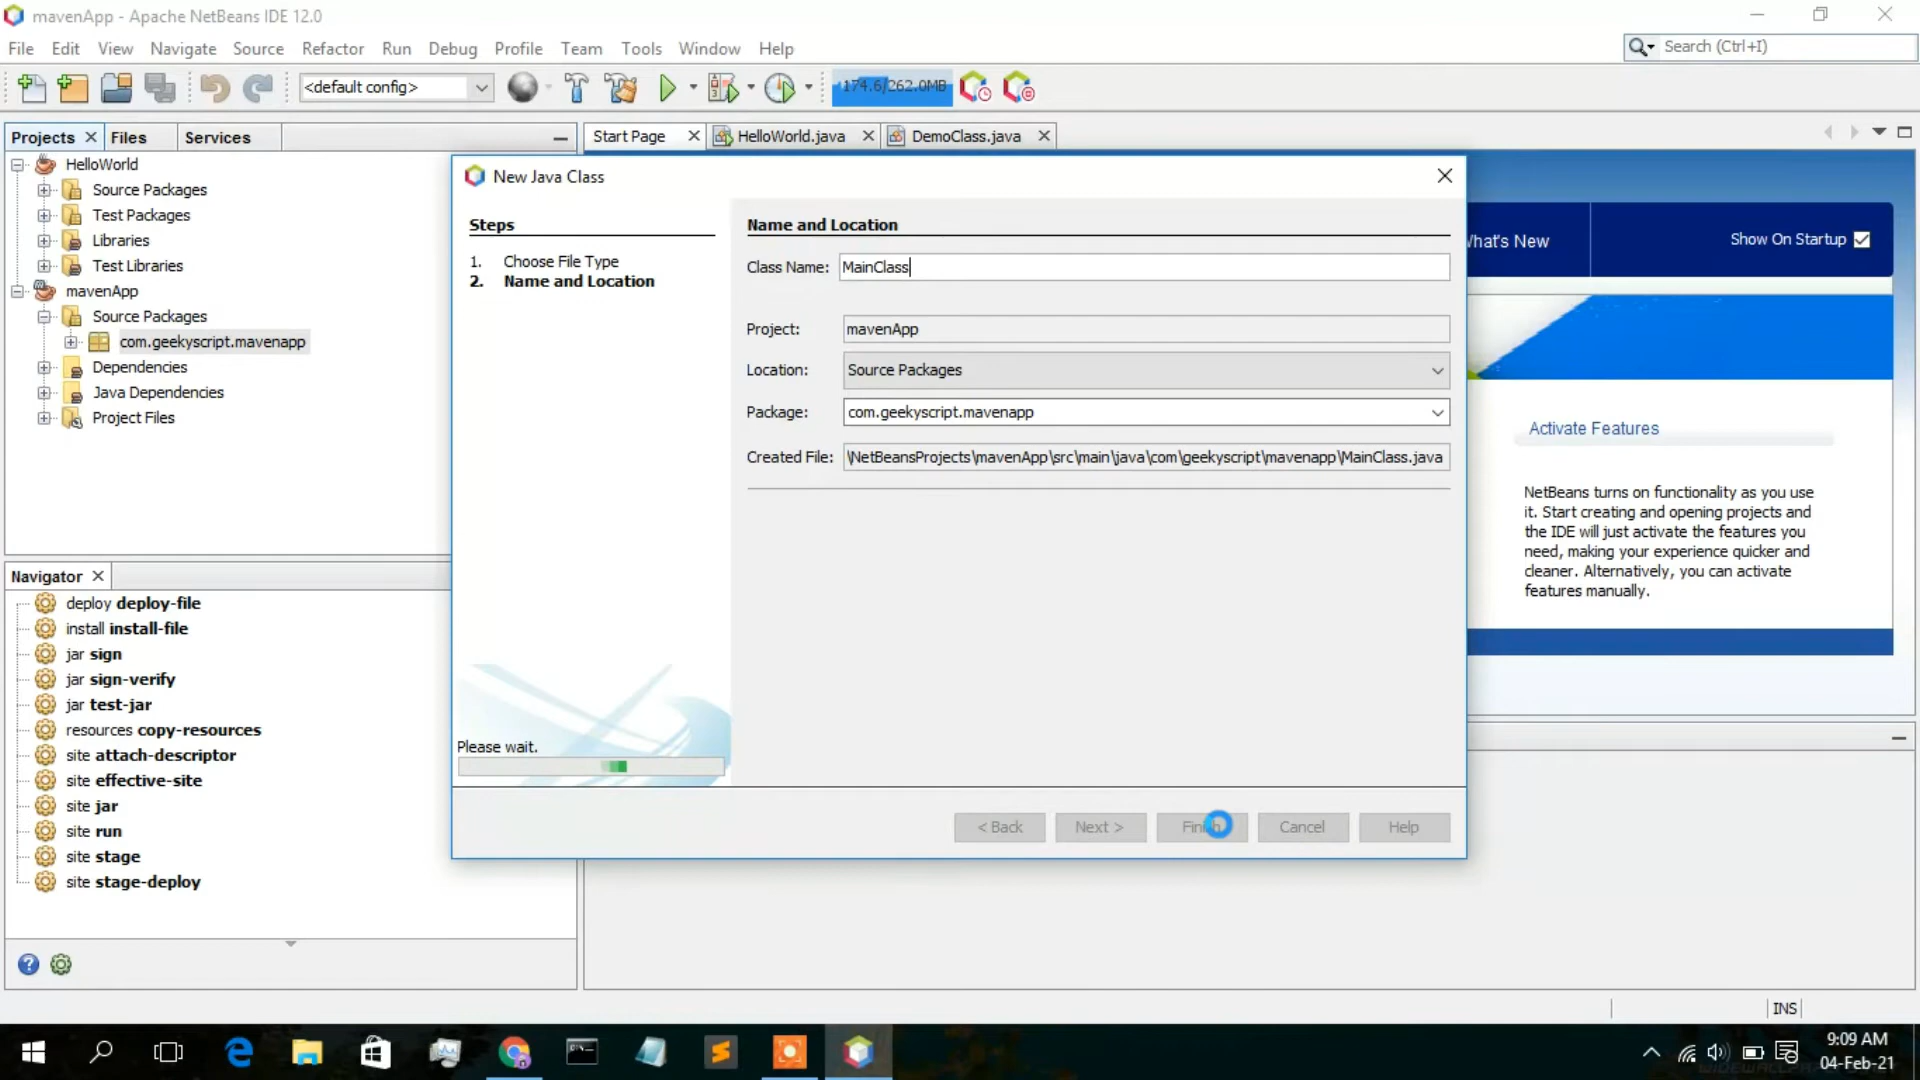 mavenApp - Apache NetBeans IDE 12.0
File Edit View Navigate Source Refactor Run Debug Profile Team Tools Window Help
Search (Ctrl+I)
<default config>
174.6/262.0MB
Projects Files Services
Start Page HelloWorld.java DemoClass.java
HelloWorld
Source Packages
Test Packages
Libraries
Test Libraries
mavenApp
Source Packages
com.geekyscript.mavenapp
Dependencies
Java Dependencies
Project Files
New Java Class
Steps
1. Choose File Type
2. Name and Location
Name and Location
Class Name: MainClass
Project: mavenApp
Location: Source Packages
Package: com.geekyscript.mavenapp
Created File: \NetBeansProjects\mavenApp\src\main\java\com\geekyscript\mavenapp\MainClass.java
Please wait.
< Back Next > Finish Cancel Help
What's New
Show On Startup
Activate Features
NetBeans turns on functionality as you use
it. Start creating and opening projects and
the IDE will just activate the features you
need, making your experience quicker and
cleaner. Alternatively, you can activate
features manually.
Navigator
deploy deploy-file
install install-file
jar sign
jar sign-verify
jar test-jar
resources copy-resources
site attach-descriptor
site effective-site
site jar
site run
site stage
site stage-deploy
INS
9:09 AM
04-Feb-21